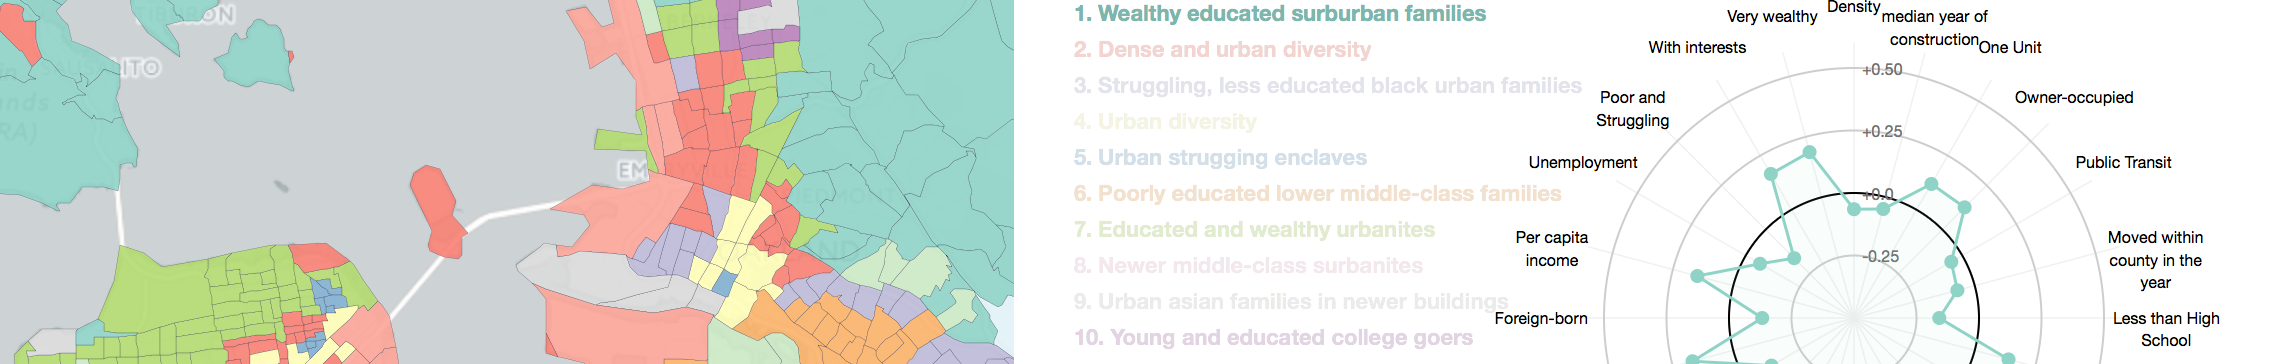 1. Wealthy educated surburban families
2. Dense and urban diversity
3. Struggling, less educated black urban families
4. Urban diversity
5. Urban strugging enclaves
6. Poorly educated lower middle-class families
7. Educated and wealthy urbanites
8. Newer middle-class surbanites
9. Urban asian families in newer buildings
10. Young and educated college goers
Density
Very wealthy
median year of
construction
With interests
One Unit
Poor and
Struggling
Owner-occupied
Unemployment
Public Transit
Per capita
income
Moved within
county in the
year
Foreign-born
Less than High
School
+0.50
+0.25
+0.0
-0.25